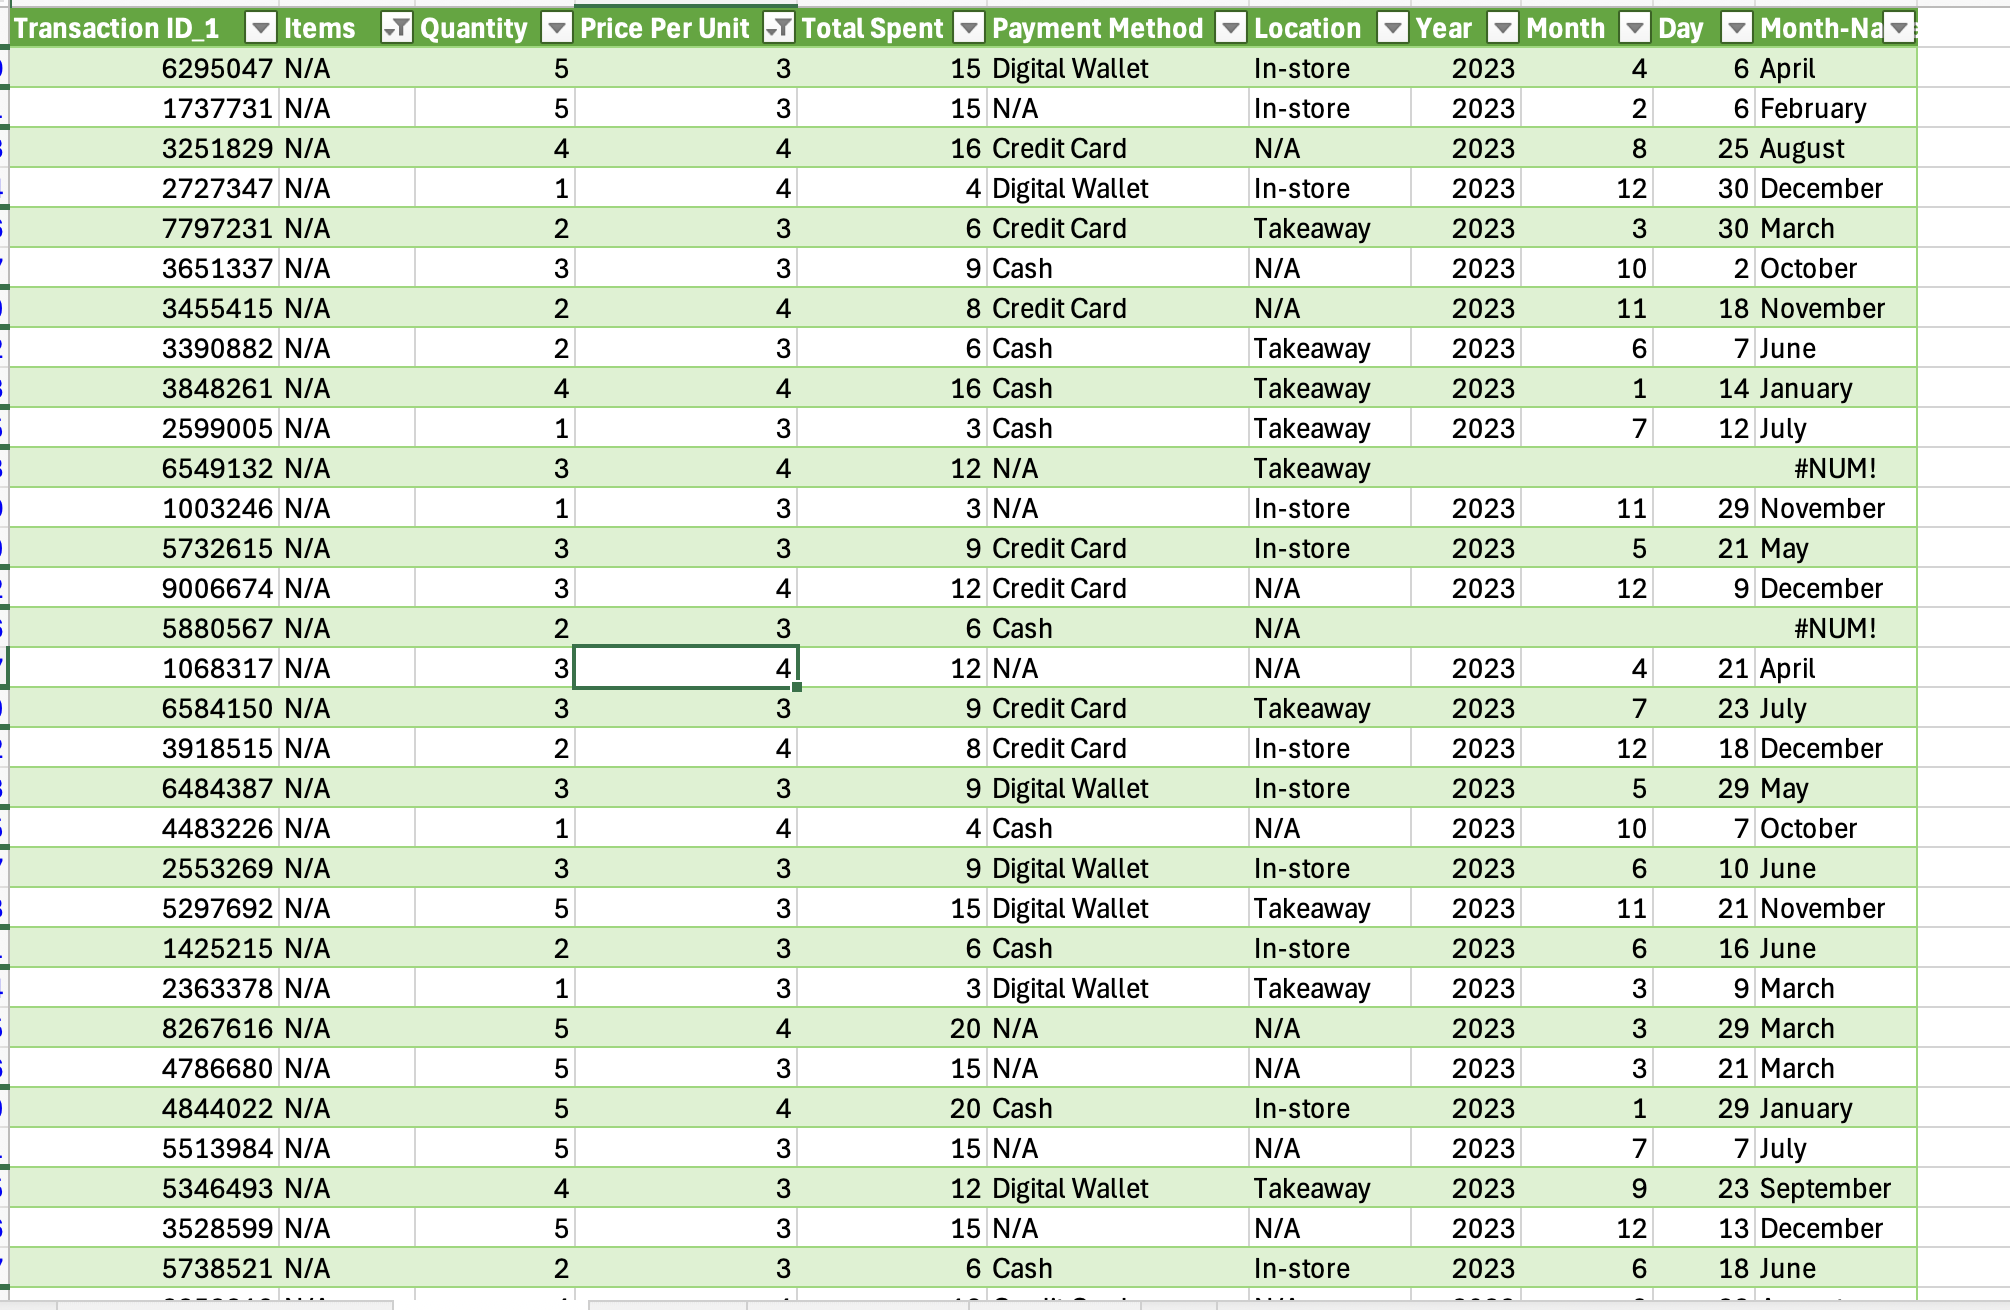 Transaction ID_1 Items Quantity Price Per Unit Total Spent Payment Method Location Year Month Day Month-Na
6295047 N/A 5 3 15 Digital Wallet In-store 2023 4 6 April
1737731 N/A 5 3 15 N/A In-store 2023 2 6 February
3251829 N/A 4 4 16 Credit Card N/A 2023 8 25 August
2727347 N/A 1 4 4 Digital Wallet In-store 2023 12 30 December
7797231 N/A 2 3 6 Credit Card Takeaway 2023 3 30 March
3651337 N/A 3 3 9 Cash N/A 2023 10 2 October
3455415 N/A 2 4 8 Credit Card N/A 2023 11 18 November
3390882 N/A 2 3 6 Cash Takeaway 2023 6 7 June
3848261 N/A 4 4 16 Cash Takeaway 2023 1 14 January
2599005 N/A 1 3 3 Cash Takeaway 2023 7 12 July
6549132 N/A 3 4 12 N/A Takeaway #NUM!
1003246 N/A 1 3 3 N/A In-store 2023 11 29 November
5732615 N/A 3 3 9 Credit Card In-store 2023 5 21 May
9006674 N/A 3 4 12 Credit Card N/A 2023 12 9 December
5880567 N/A 2 3 6 Cash N/A #NUM!
1068317 N/A 3 4 12 N/A N/A 2023 4 21 April
6584150 N/A 3 3 9 Credit Card Takeaway 2023 7 23 July
3918515 N/A 2 4 8 Credit Card In-store 2023 12 18 December
6484387 N/A 3 3 9 Digital Wallet In-store 2023 5 29 May
4483226 N/A 1 4 4 Cash N/A 2023 10 7 October
2553269 N/A 3 3 9 Digital Wallet In-store 2023 6 10 June
5297692 N/A 5 3 15 Digital Wallet Takeaway 2023 11 21 November
1425215 N/A 2 3 6 Cash In-store 2023 6 16 June
2363378 N/A 1 3 3 Digital Wallet Takeaway 2023 3 9 March
8267616 N/A 5 4 20 N/A N/A 2023 3 29 March
4786680 N/A 5 3 15 N/A N/A 2023 3 21 March
4844022 N/A 5 4 20 Cash In-store 2023 1 29 January
5513984 N/A 5 3 15 N/A N/A 2023 7 7 July
5346493 N/A 4 3 12 Digital Wallet Takeaway 2023 9 23 September
3528599 N/A 5 3 15 N/A N/A 2023 12 13 December
5738521 N/A 2 3 6 Cash In-store 2023 6 18 June